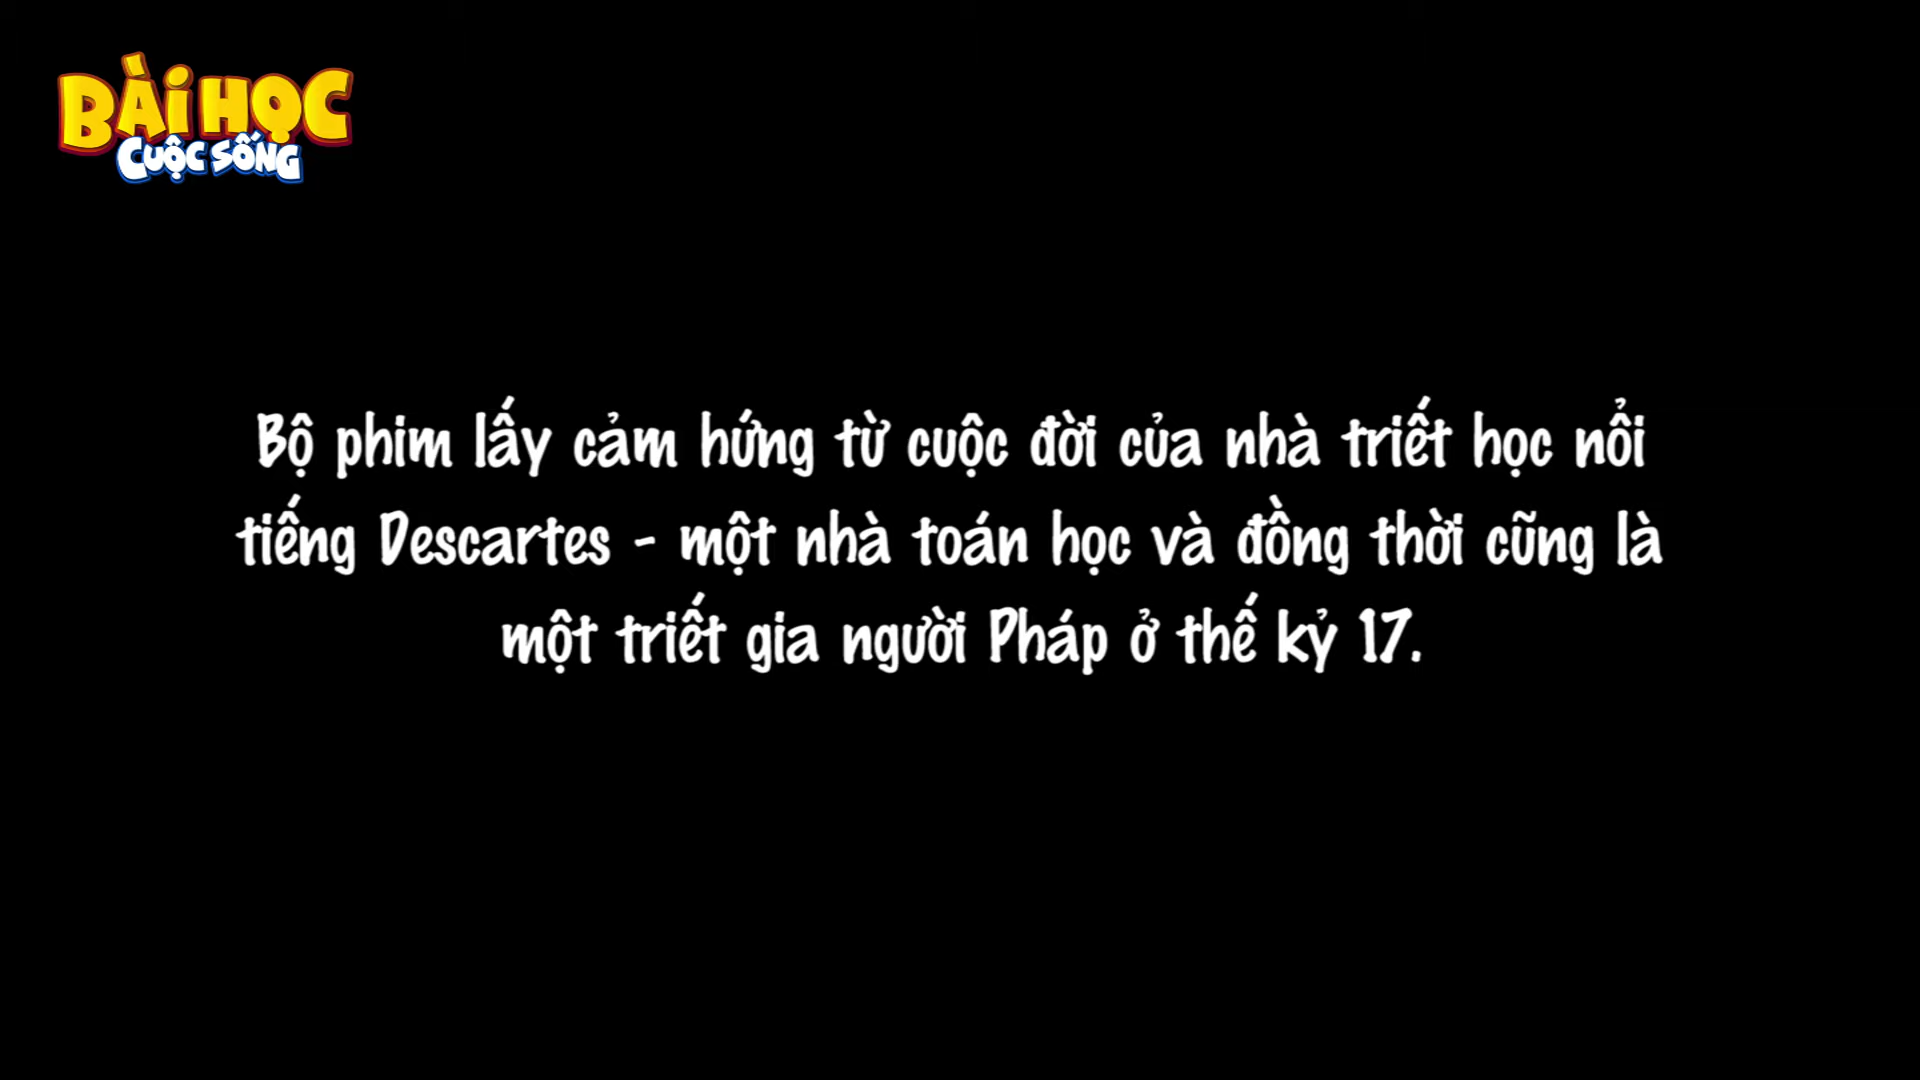 BÀI HỌC
CUỘC SỐNG
Bộ phim lấy cảm hứng từ cuộc đời của nhà triết học nổi
tiếng Descartes - một nhà toán học và đồng thời cũng là
một triết gia người Pháp ở thế kỷ 17.